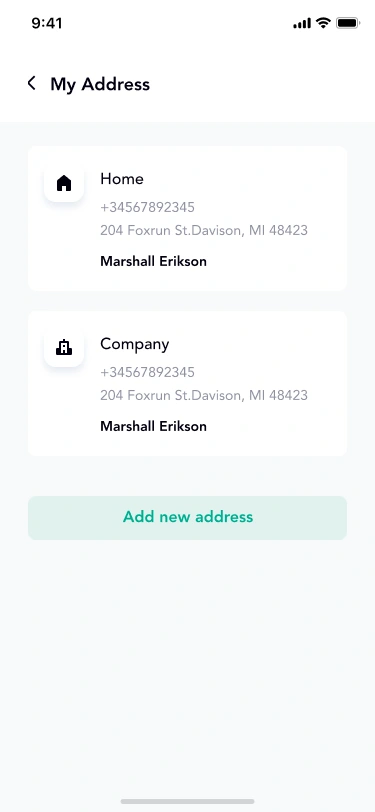 9:41
My Address
Home
+34567892345
204 Foxrun St.Davison, MI 48423
Marshall Erikson
Company
+34567892345
204 Foxrun St.Davison, MI 48423
Marshall Erikson
Add new address